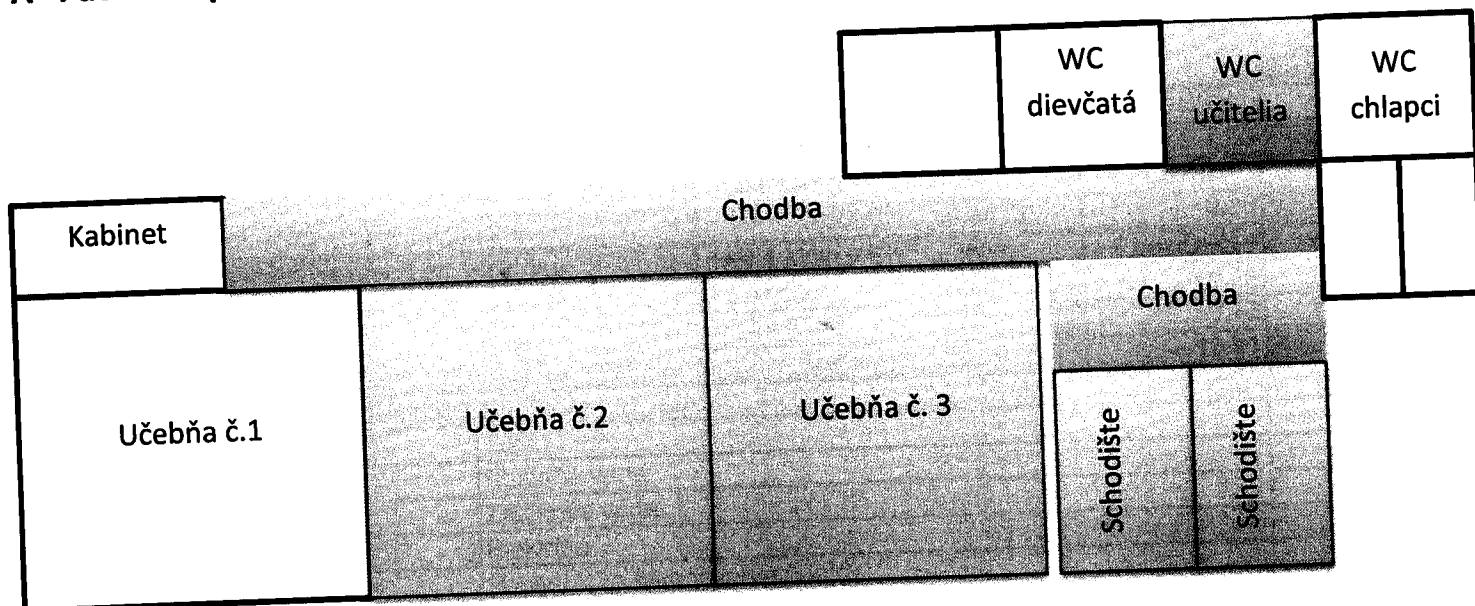 WC
dievčatá
WC
učitelia
WC
chlapci
Kabinet
Chodba
Chodba
Učebňa č.1
Učebňa č.2
Učebňa č. 3
Schodište
Schodište